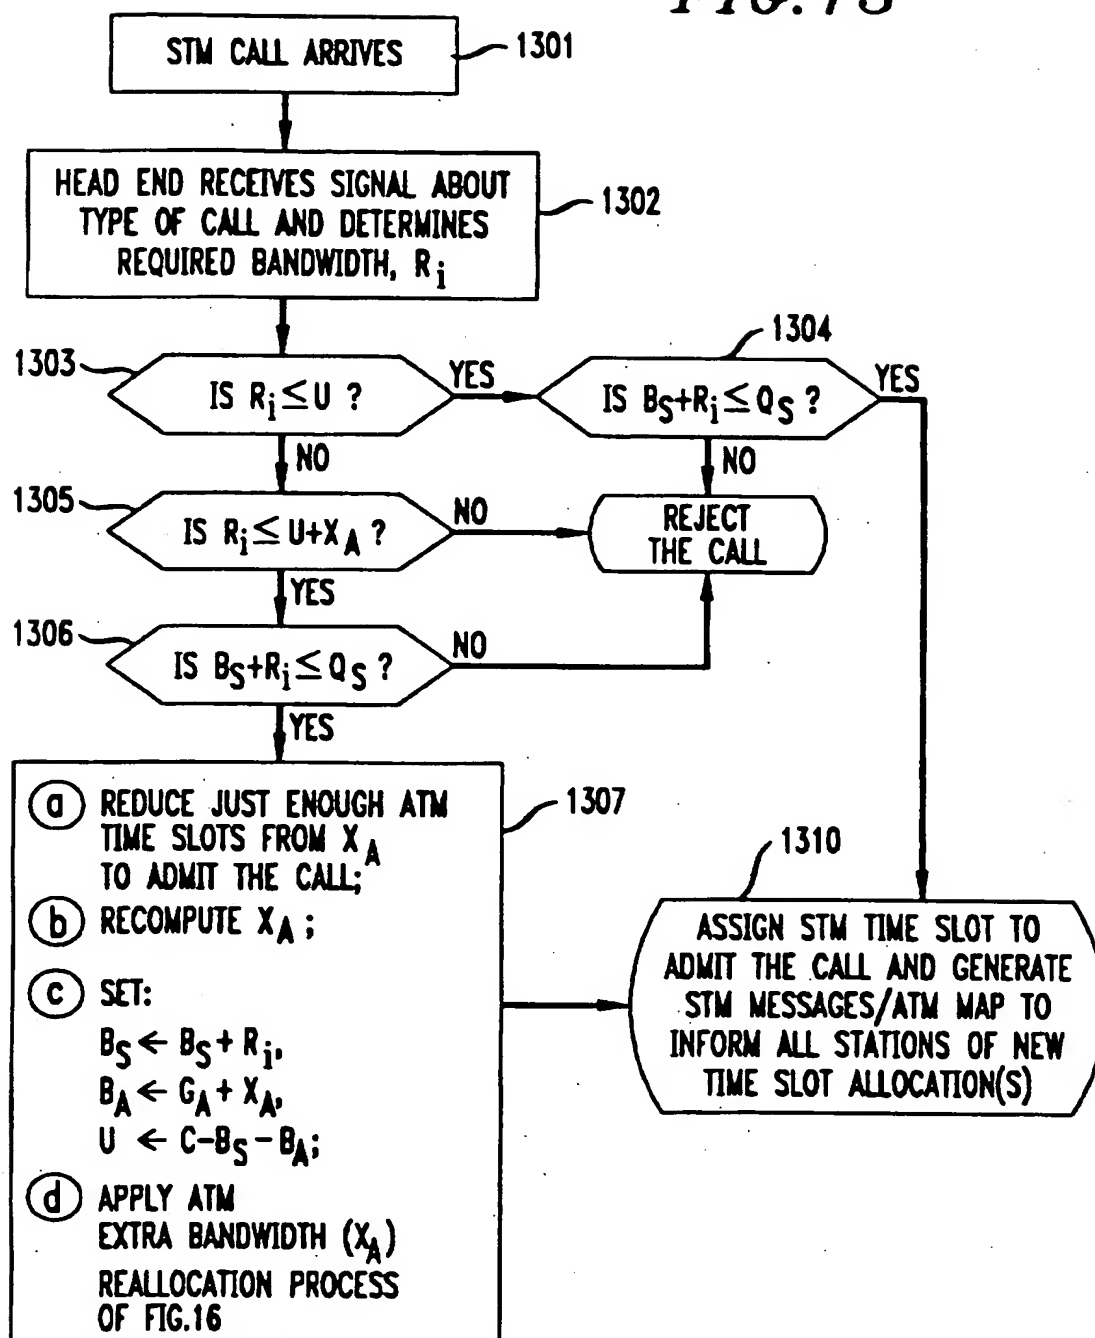 FIG. 13
STM CALL ARRIVES
1301
HEAD END RECEIVES SIGNAL ABOUT
TYPE OF CALL AND DETERMINES
REQUIRED BANDWIDTH, Ri
1302
1303
IS Ri ≤ U ?
YES
1304
IS BS+Ri ≤ QS ?
YES
NO
NO
1305
IS Ri ≤ U+XA ?
NO
REJECT
THE CALL
YES
1306
IS BS+Ri ≤ QS ?
NO
YES
1307
(a) REDUCE JUST ENOUGH ATM
TIME SLOTS FROM XA
TO ADMIT THE CALL;
(b) RECOMPUTE XA ;
(c) SET:
BS ← BS + Ri,
BA ← GA + XA,
U ← C-BS - BA;
(d) APPLY ATM
EXTRA BANDWIDTH (XA)
REALLOCATION PROCESS
OF FIG.16
1310
ASSIGN STM TIME SLOT TO
ADMIT THE CALL AND GENERATE
STM MESSAGES/ATM MAP TO
INFORM ALL STATIONS OF NEW
TIME SLOT ALLOCATION(S)